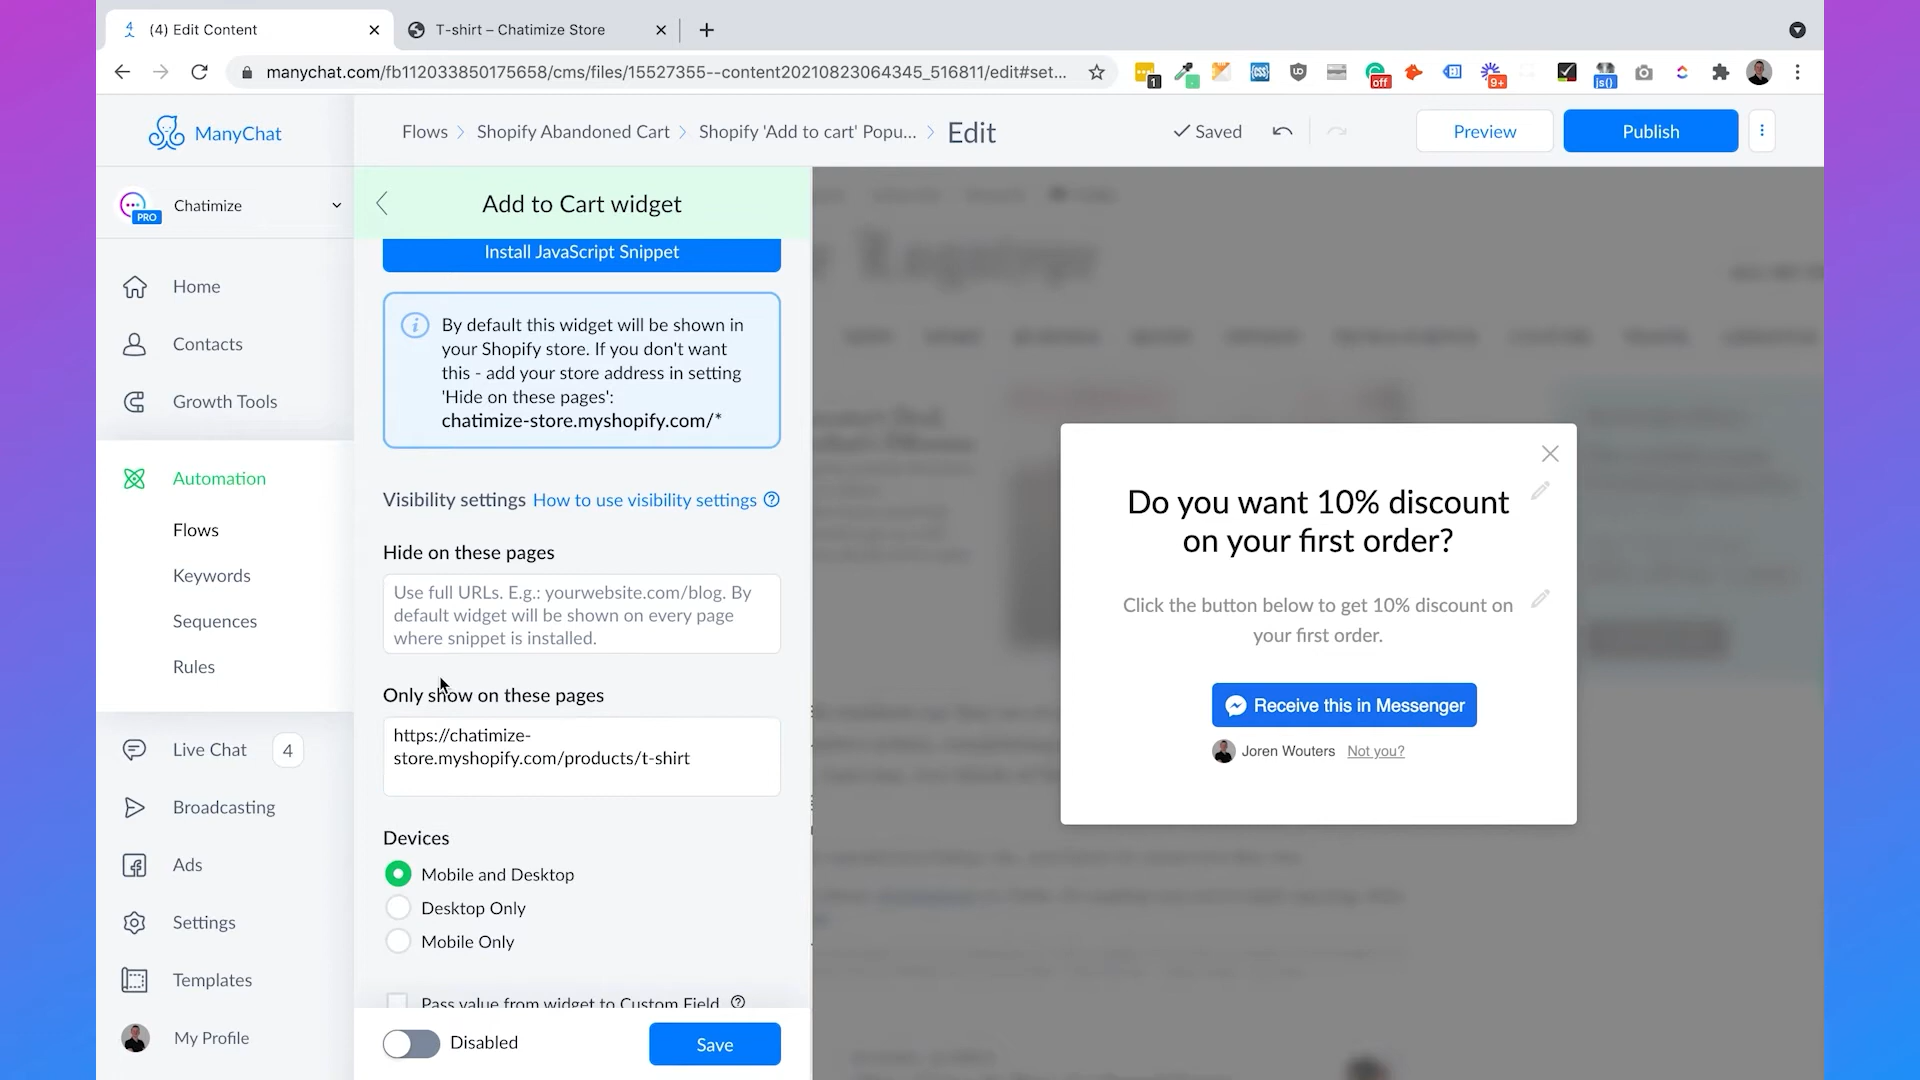 (4) Edit Content
T-shirt – Chatimize Store
manychat.com/fb112033850175658/cms/files/15527355--content20210823064345_516811/edit#set...
1
off
9+
js()
ManyChat
Flows
Shopify Abandoned Cart
Shopify 'Add to cart' Popu...
Edit
Saved
Preview
Publish
Chatimize
PRO
Home
Contacts
Growth Tools
Automation
Flows
Keywords
Sequences
Rules
Live Chat
4
Broadcasting
Ads
Settings
Templates
My Profile
Add to Cart widget
Install JavaScript Snippet
By default this widget will be shown in
your Shopify store. If you don't want
this - add your store address in setting
'Hide on these pages':
chatimize-store.myshopify.com/*
Visibility settings How to use visibility settings
Hide on these pages
Use full URLs. E.g.: yourwebsite.com/blog. By
default widget will be shown on every page
where snippet is installed.
Only show on these pages
https://chatimize-
store.myshopify.com/products/t-shirt
Devices
Mobile and Desktop
Desktop Only
Mobile Only
Pass value from widget to Custom Field
Disabled
Save
Do you want 10% discount
on your first order?
Click the button below to get 10% discount on
your first order.
Receive this in Messenger
Joren Wouters Not you?